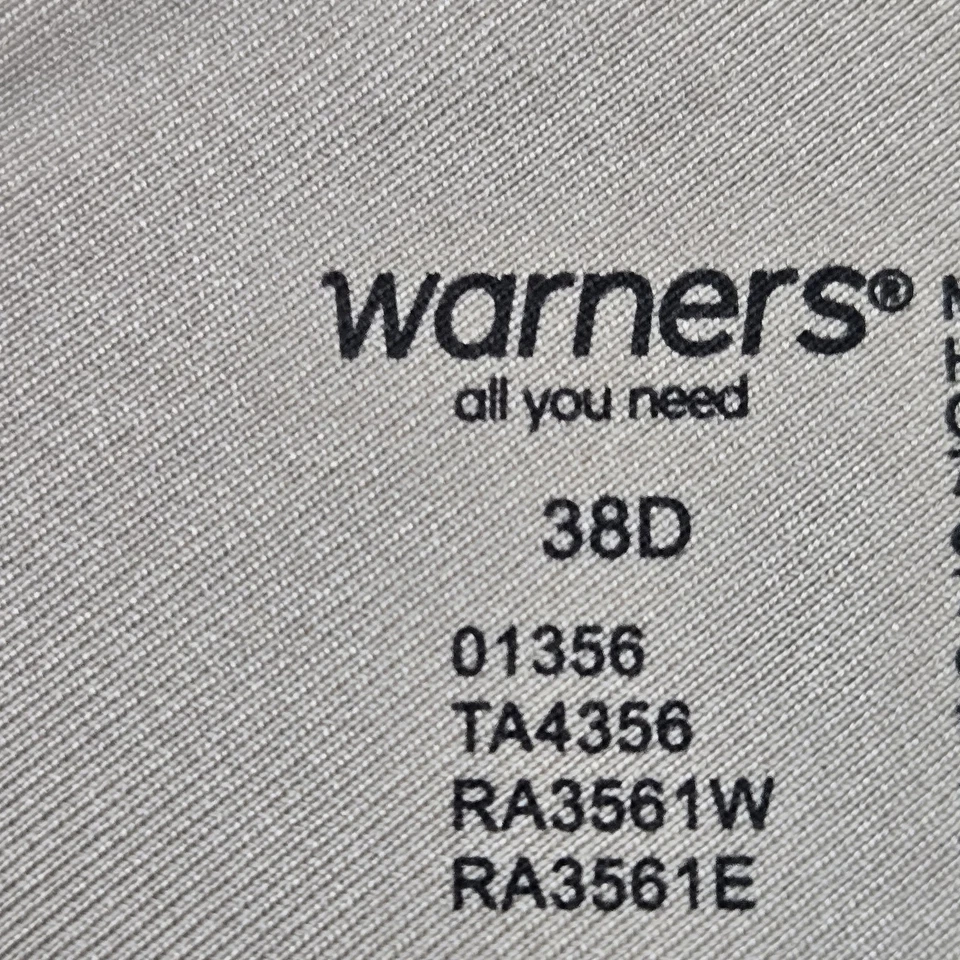 warners®
all you need
38D
01356
TA4356
RA3561W
RA3561E